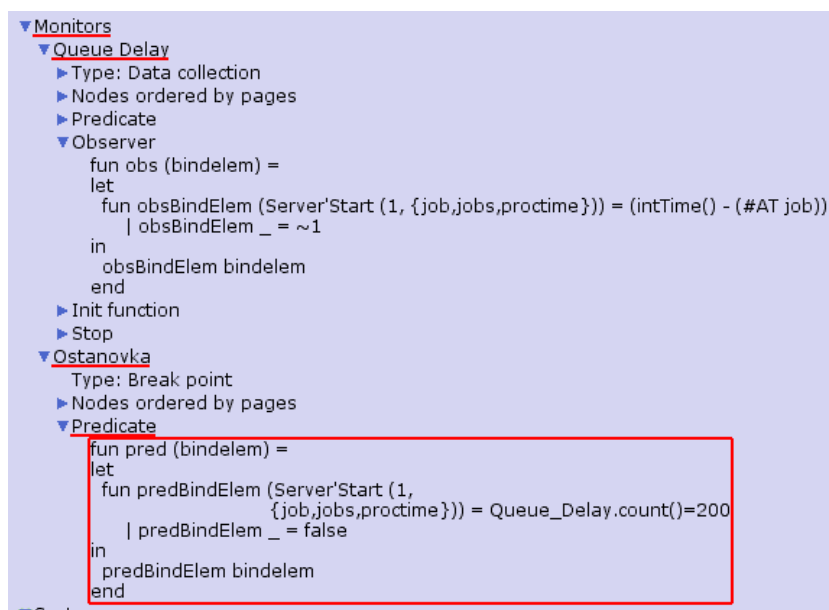 Monitors
Queue Delay
Type: Data collection
Nodes ordered by pages
Predicate
Observer
fun obs (bindelem) =
let
fun obsBindElem (Server'Start (1, {job,jobs,proctime})) = (intTime() - (#AT job))
| obsBindElem _ = ~1
in
obsBindElem bindelem
end
Init function
Stop
Ostanovka
Type: Break point
Nodes ordered by pages
Predicate
fun pred (bindelem) =
let
fun predBindElem (Server'Start (1,
{job,jobs,proctime})) = Queue_Delay.count()=200
| predBindElem _ = false
in
predBindElem bindelem
end